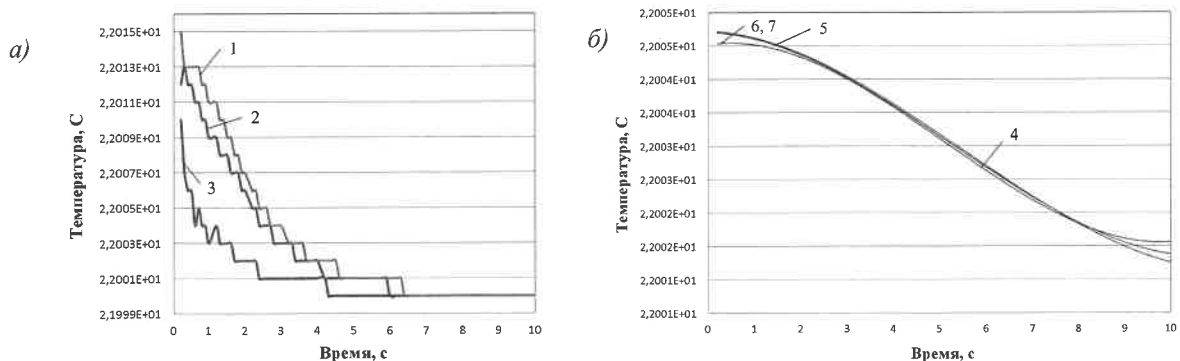 а)
Температура, С
2,2015E+01
2,2013E+01
2,2011E+01
2,2009E+01
2,2007E+01
2,2005E+01
2,2003E+01
2,2001E+01
2,1999E+01
1
2
3
0 1 2 3 4 5 6 7 8 9 10
Время, с
б)
Температура, С
2,2005E+01
2,2005E+01
2,2004E+01
2,2004E+01
2,2003E+01
2,2003E+01
2,2002E+01
2,2002E+01
2,2001E+01
2,2001E+01
6, 7
5
4
0 1 2 3 4 5 6 7 8 9 10
Время, с